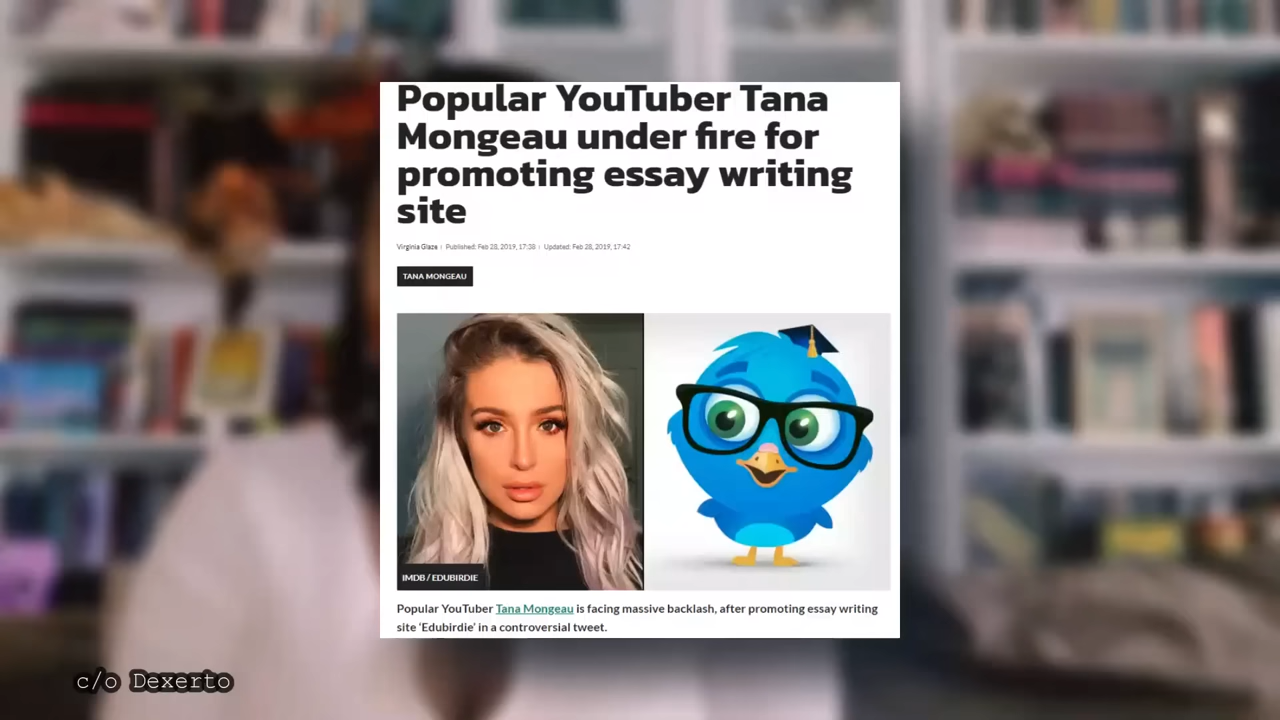 Popular YouTuber Tana
Mongeau under fire for
promoting essay writing
site
Virginia Glaze | Published: Feb 28, 2019, 17:38 | Updated: Feb 28, 2019, 17:42
TANA MONGEAU
IMDB / EDUBIRDIE
Popular YouTuber Tana Mongeau is facing massive backlash, after promoting essay writing
site ‘Edubirdie’ in a controversial tweet.
c/o Dexerto